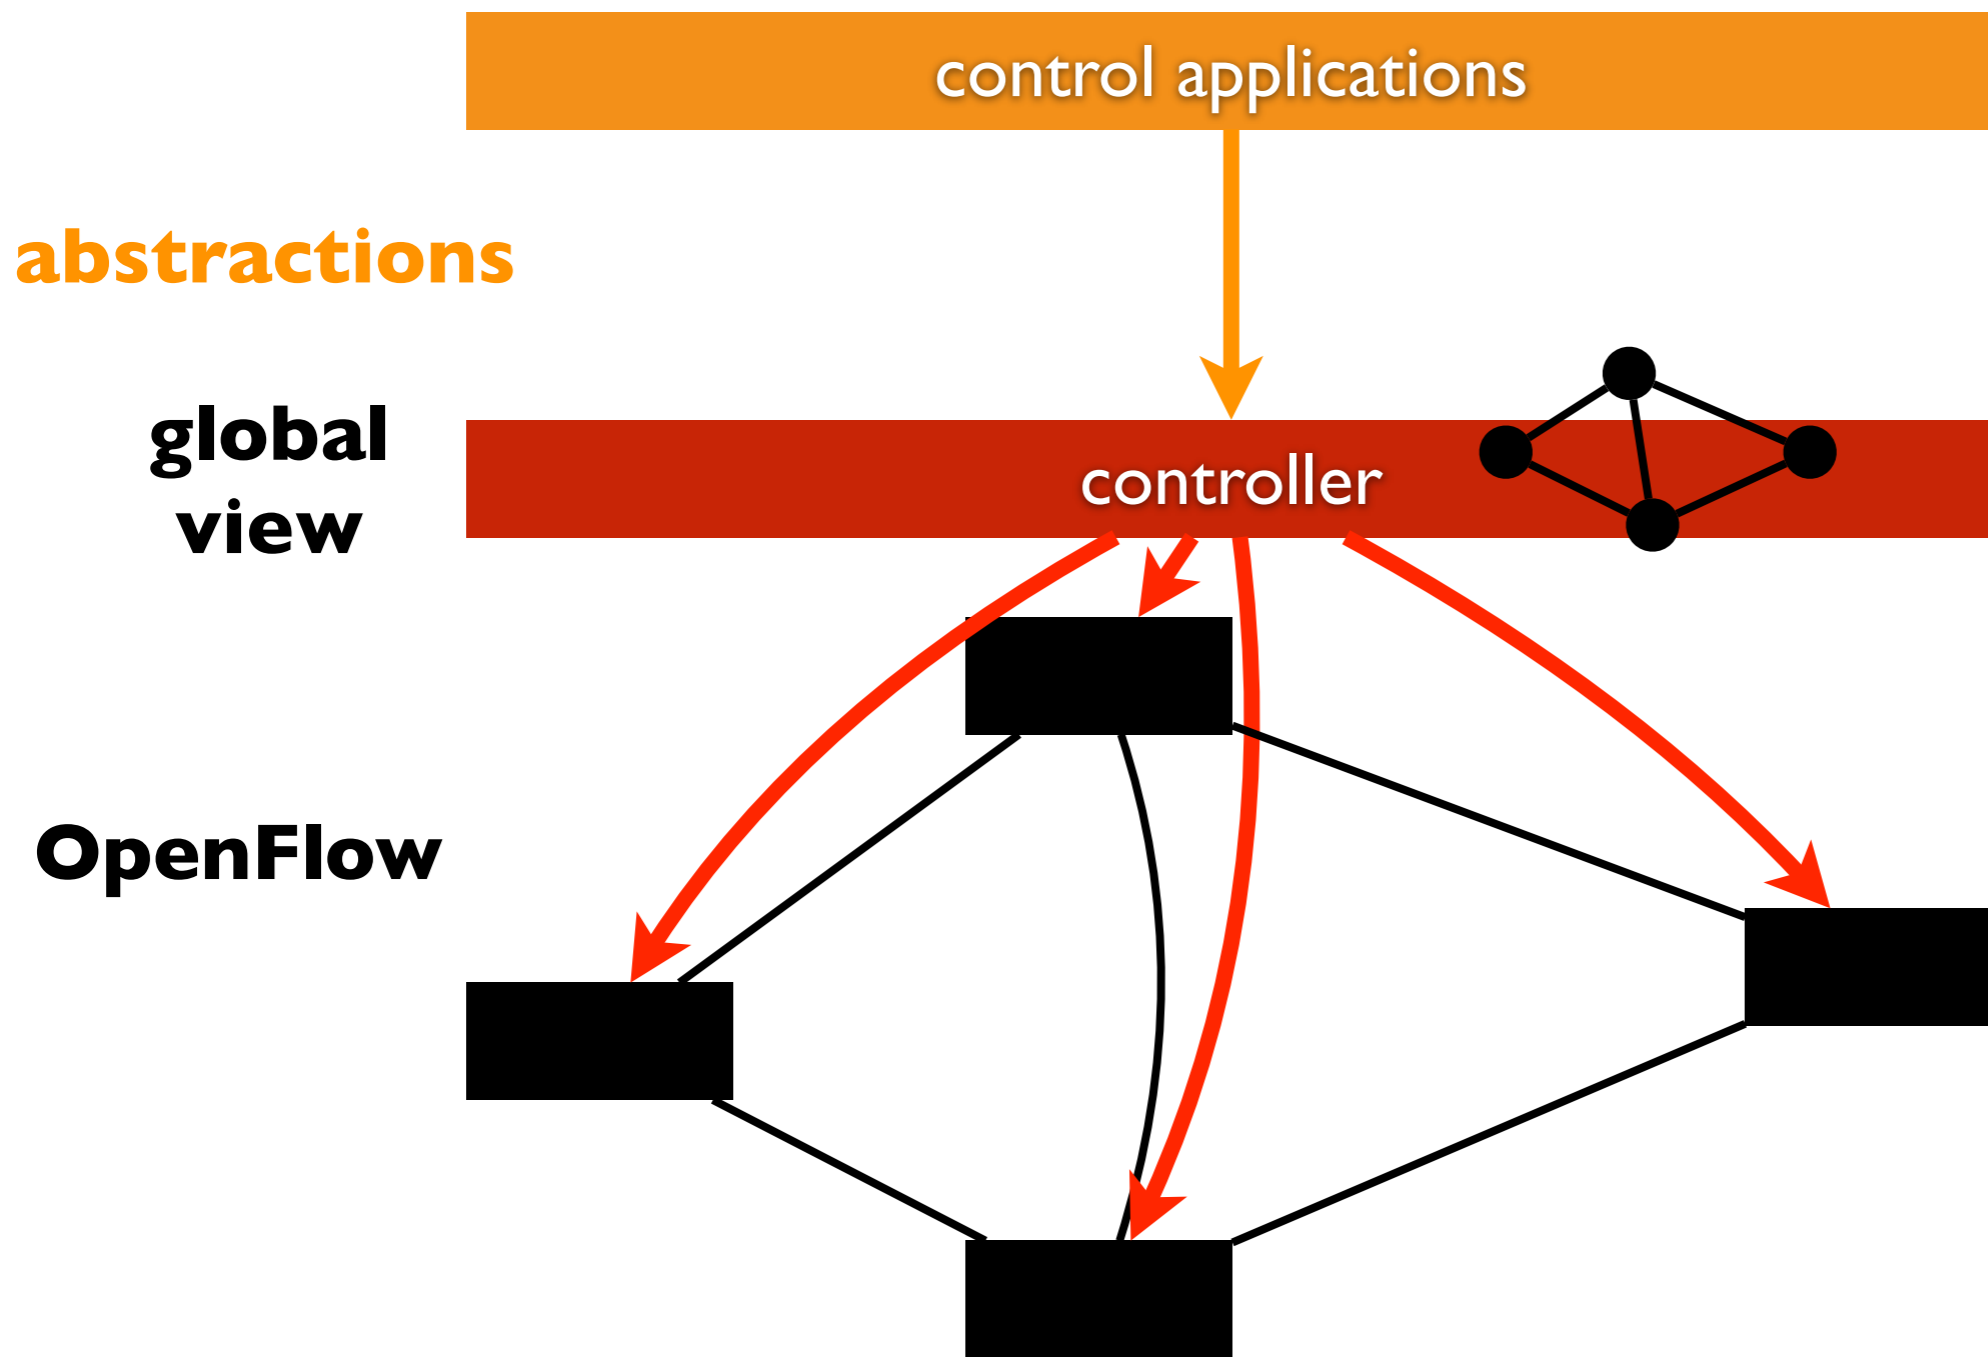 control applications
abstractions
global
view
controller
OpenFlow